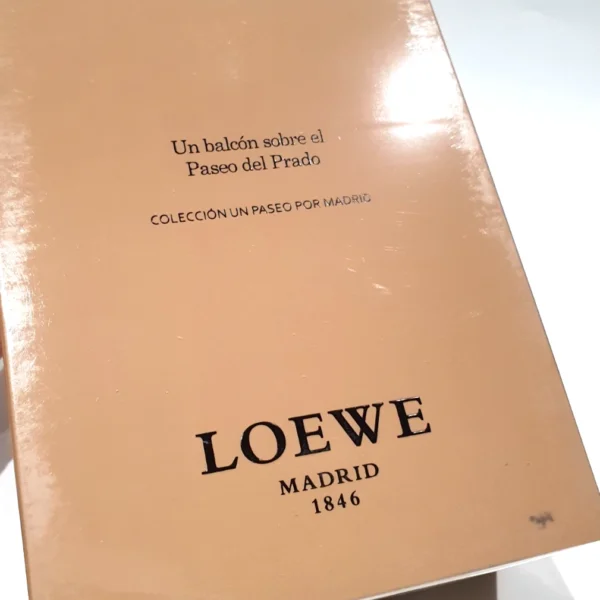 Un balcón sobre el
Paseo del Prado
COLECCIÓN UN PASEO POR MADRID
LOEWE
MADRID
1846